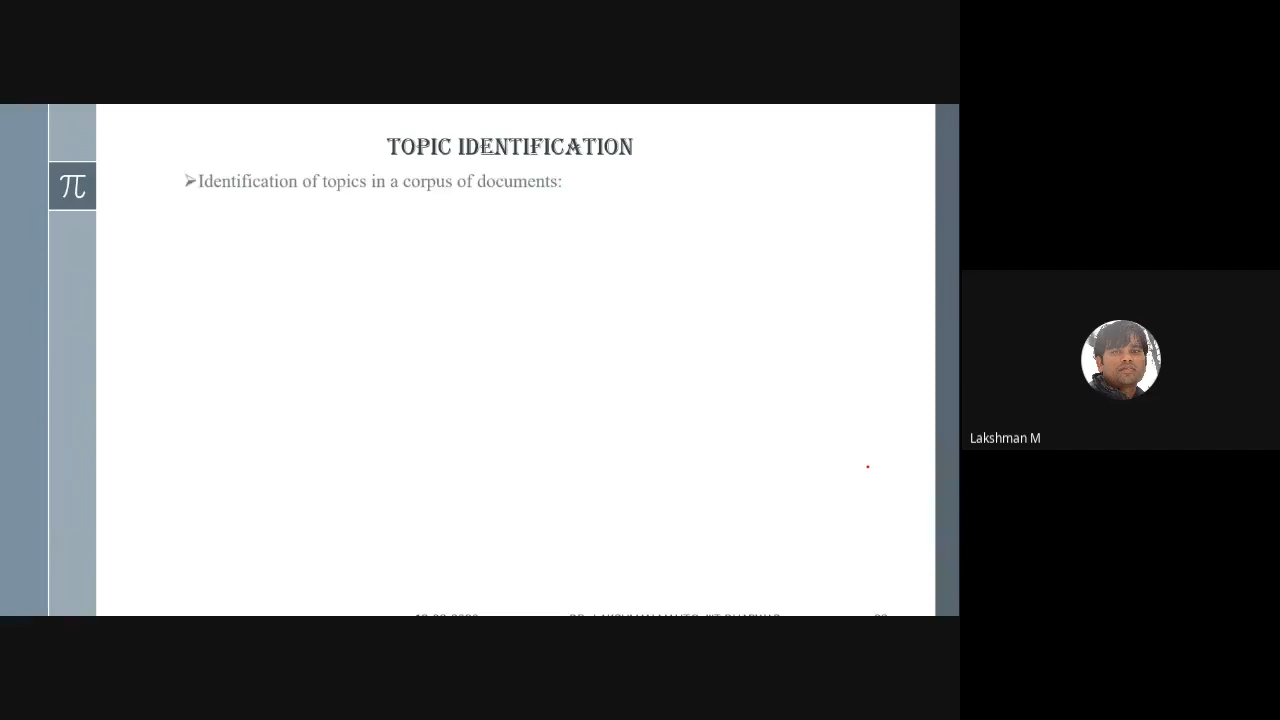 TOPIC IDENTIFICATION
➢Identification of topics in a corpus of documents:
π
Lakshman M